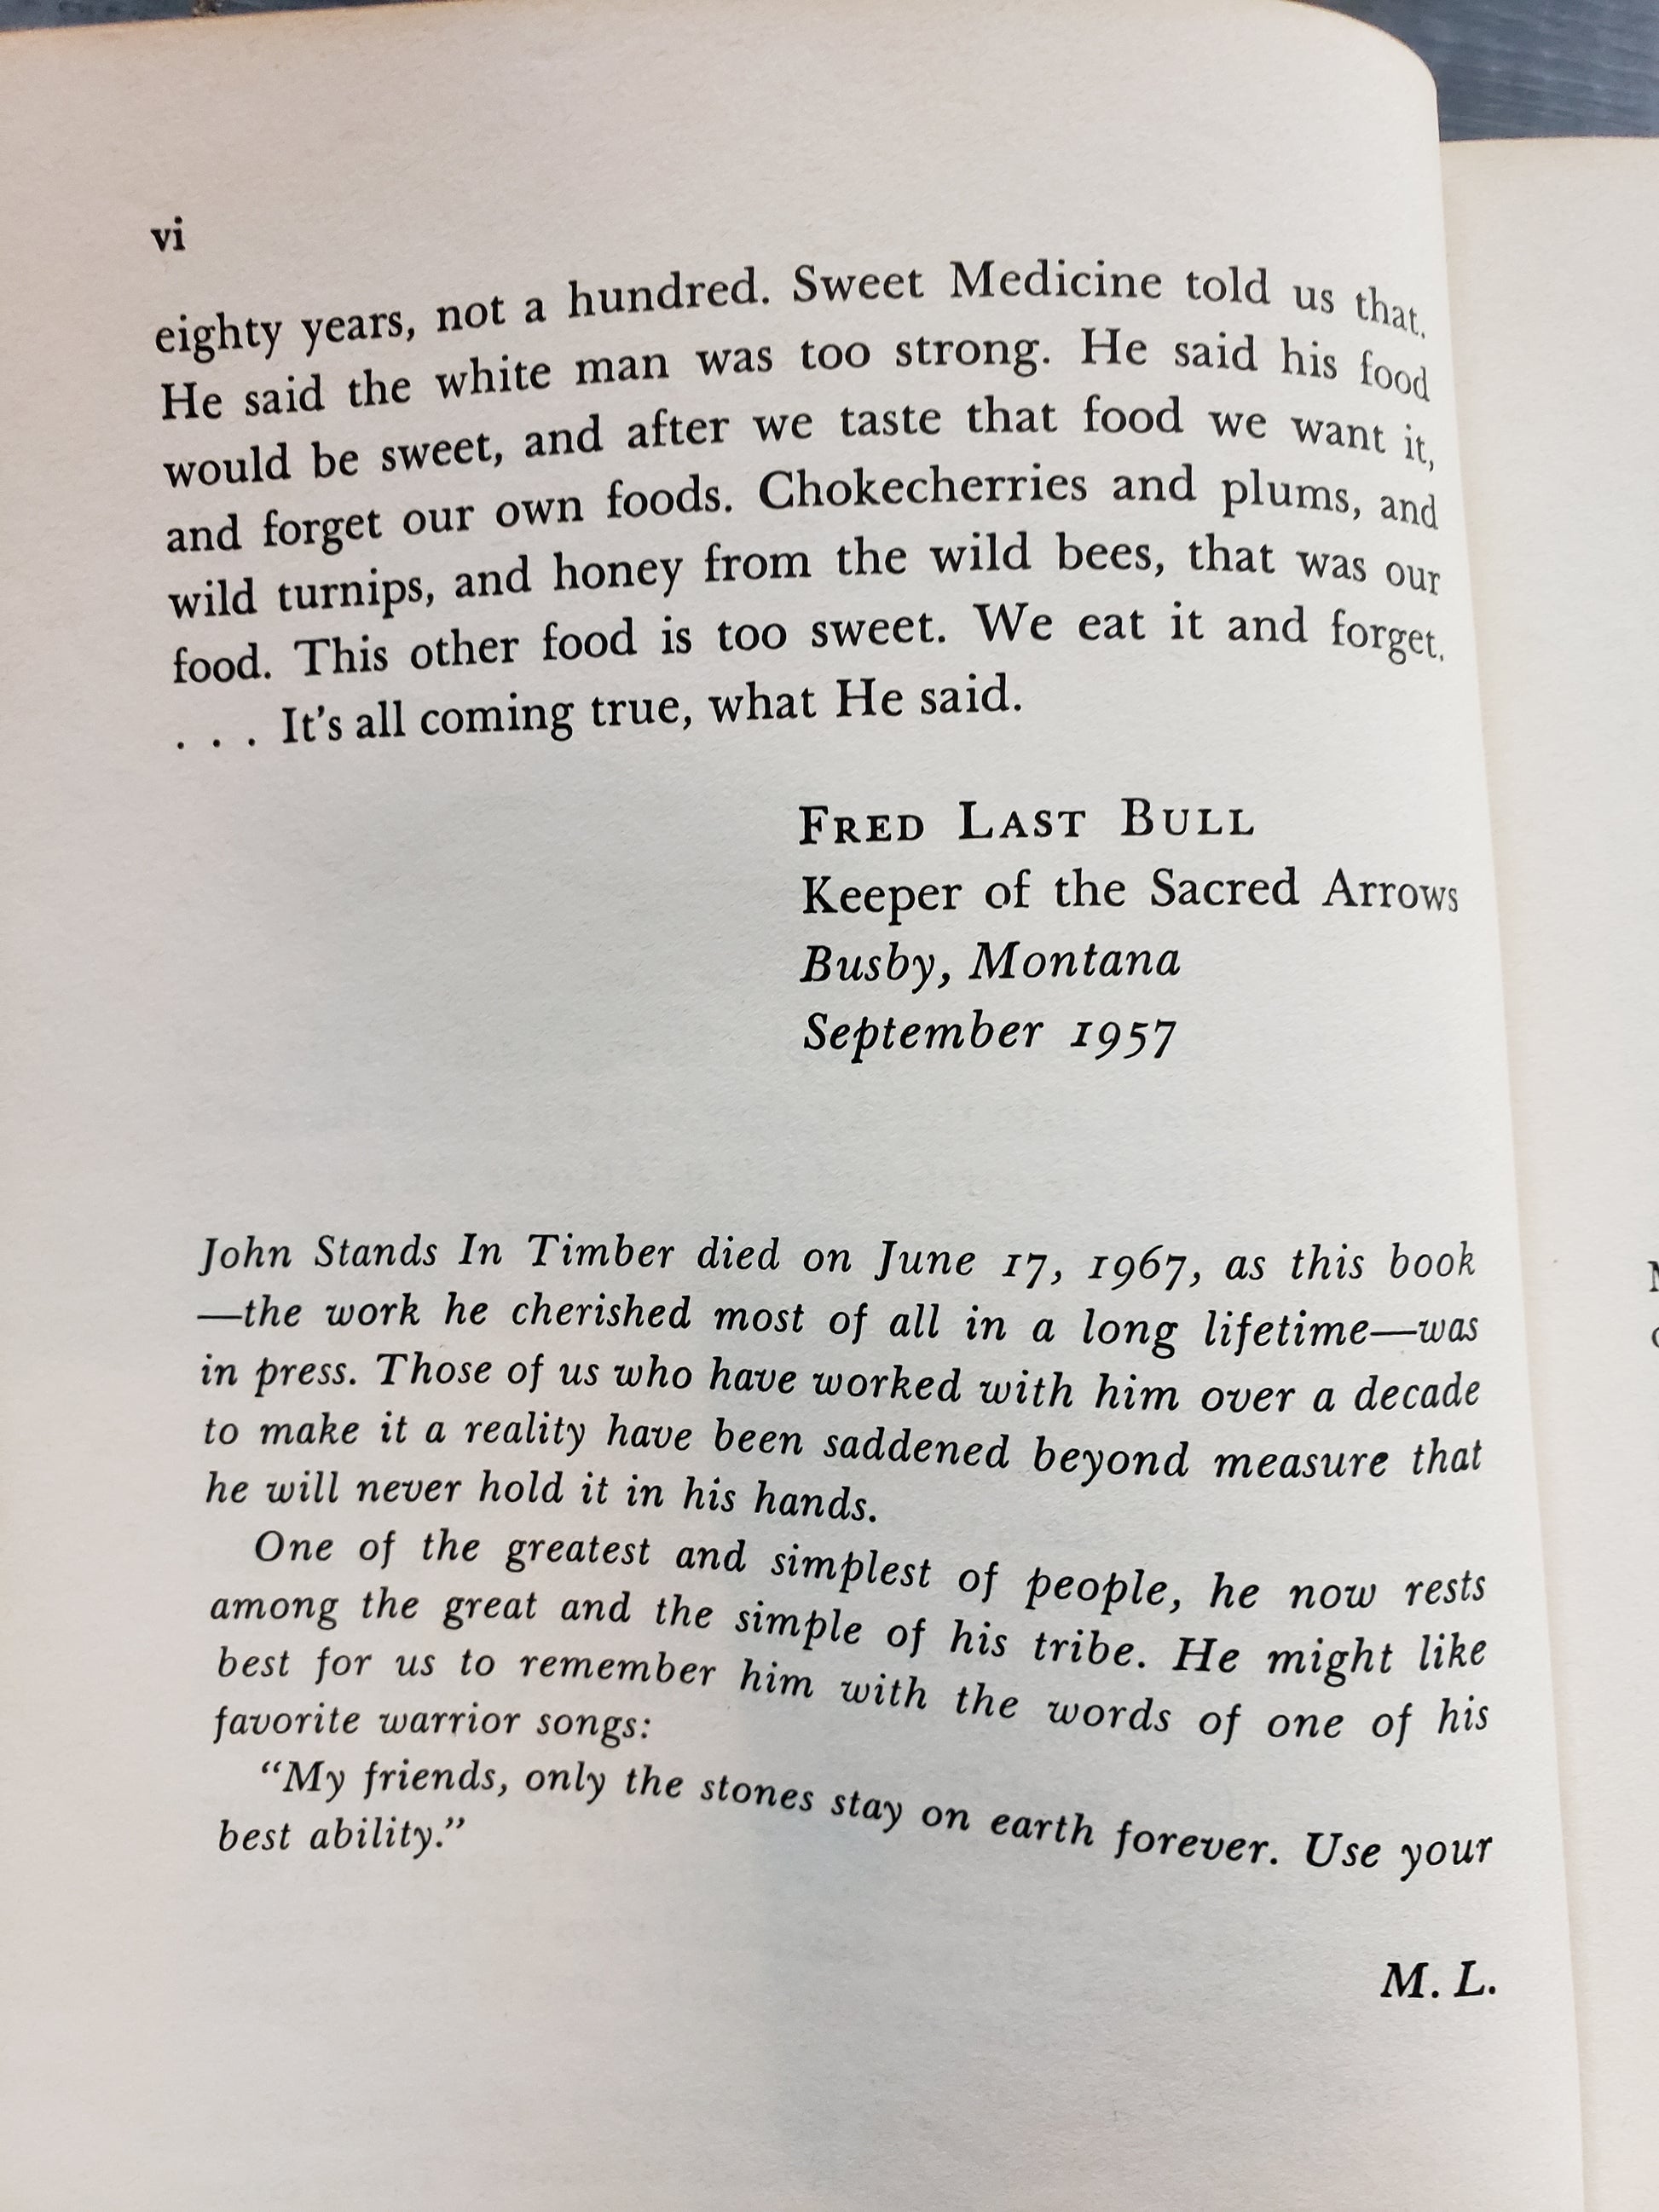 vi
eighty years, not a hundred. Sweet Medicine told us that.
He said the white man was too strong. He said his food
would be sweet, and after we taste that food we want it,
and forget our own foods. Chokecherries and plums, and
wild turnips, and honey from the wild bees, that was our
food. This other food is too sweet. We eat it and forget.
. . . It's all coming true, what He said.
FRED LAST BULL
Keeper of the Sacred Arrows
Busby, Montana
September 1957
John Stands In Timber died on June 17, 1967, as this book
—the work he cherished most of all in a long lifetime—was
in press. Those of us who have worked with him over a decade
to make it a reality have been saddened beyond measure that
he will never hold it in his hands.
One of the greatest and simplest of people, he now rests
among the great and the simple of his tribe. He might like
best for us to remember him with the words of one of his
favorite warrior songs:
“My friends, only the stones stay on earth forever. Use your
best ability.”
M. L.